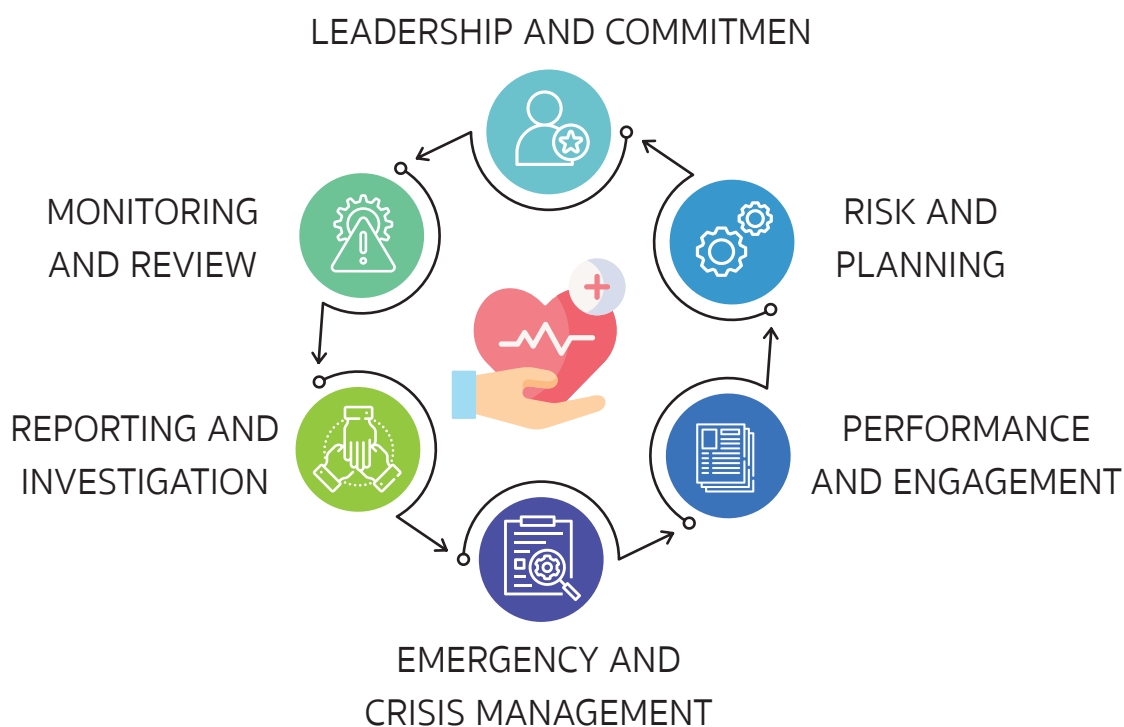 LEADERSHIP AND COMMITMEN
MONITORING
AND REVIEW
RISK AND
PLANNING
REPORTING AND
INVESTIGATION
PERFORMANCE
AND ENGAGEMENT
EMERGENCY AND
CRISIS MANAGEMENT